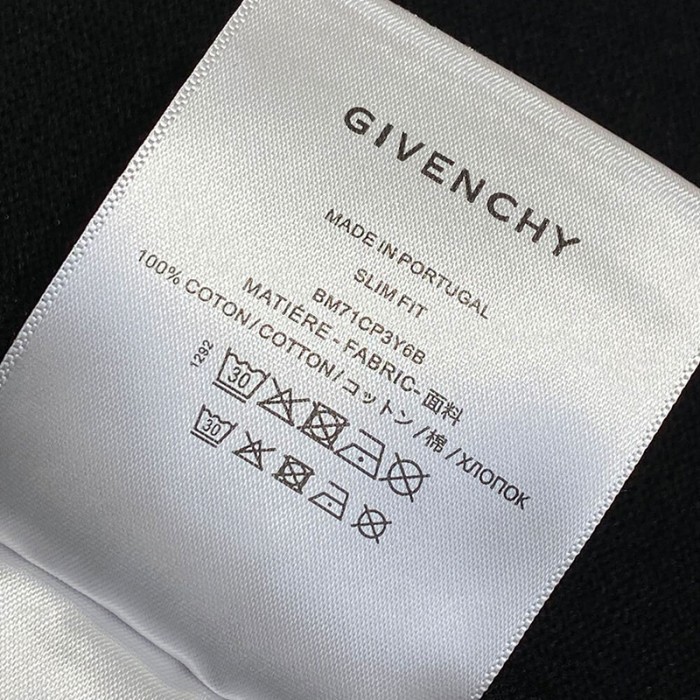 GIVENCHY
MADE IN PORTUGAL
SLIM FIT
BM71CP3Y6B
MATIÉRE - FABRIC- 面料
100% COTON/COTTON/コットン/棉/ХЛОПОК
1292
30
30